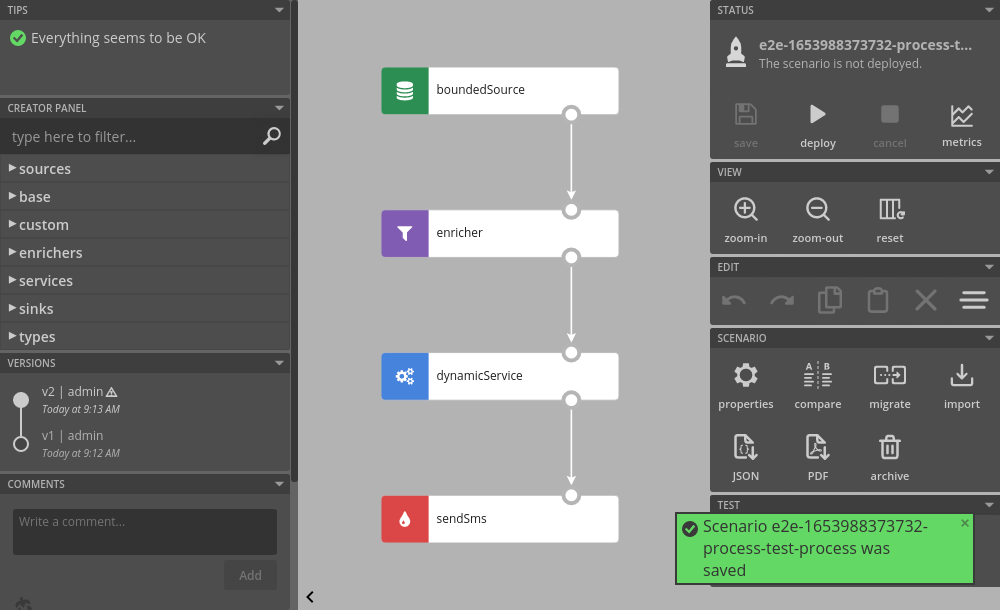 TIPS
Everything seems to be OK
CREATOR PANEL
type here to filter...
sources
base
custom
enrichers
services
sinks
types
VERSIONS
v2 | admin
Today at 9:13 AM
v1 | admin
Today at 9:12 AM
COMMENTS
Write a comment...
Add
boundedSource
enricher
dynamicService
sendSms
STATUS
e2e-1653988373732-process-t...
The scenario is not deployed.
save
deploy
cancel
metrics
VIEW
zoom-in
zoom-out
reset
EDIT
SCENARIO
properties
A B
compare
migrate
import
JSON
PDF
archive
TEST
Scenario e2e-1653988373732-
process-test-process was
saved